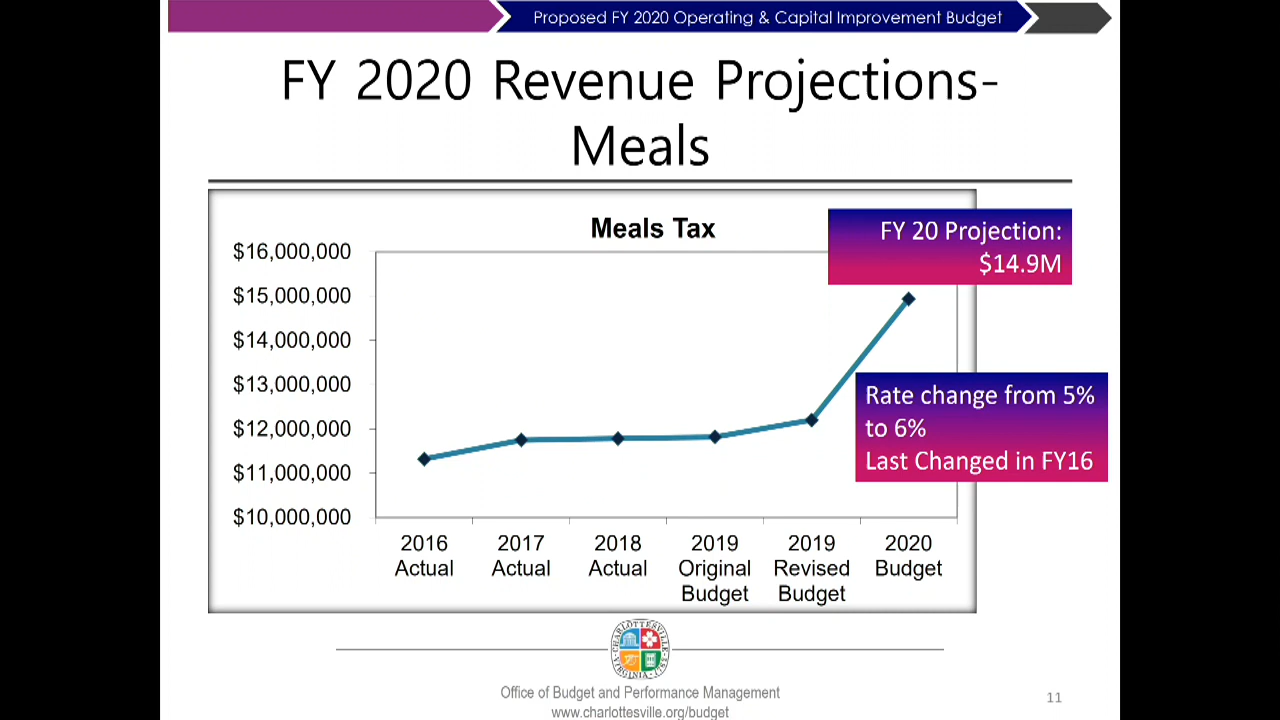 Proposed FY 2020 Operating & Capital Improvement Budget
FY 2020 Revenue Projections-
Meals
Meals Tax
FY 20 Projection:
$14.9M
$16,000,000
$15,000,000
$14,000,000
$13,000,000
$12,000,000
$11,000,000
$10,000,000
Rate change from 5%
to 6%
Last Changed in FY16
2016 Actual
2017 Actual
2018 Actual
2019 Original Budget
2019 Revised Budget
2020 Budget
CHARLOTTESVILLE
VIRGINIA 1762
Office of Budget and Performance Management
www.charlottesville.org/budget
11